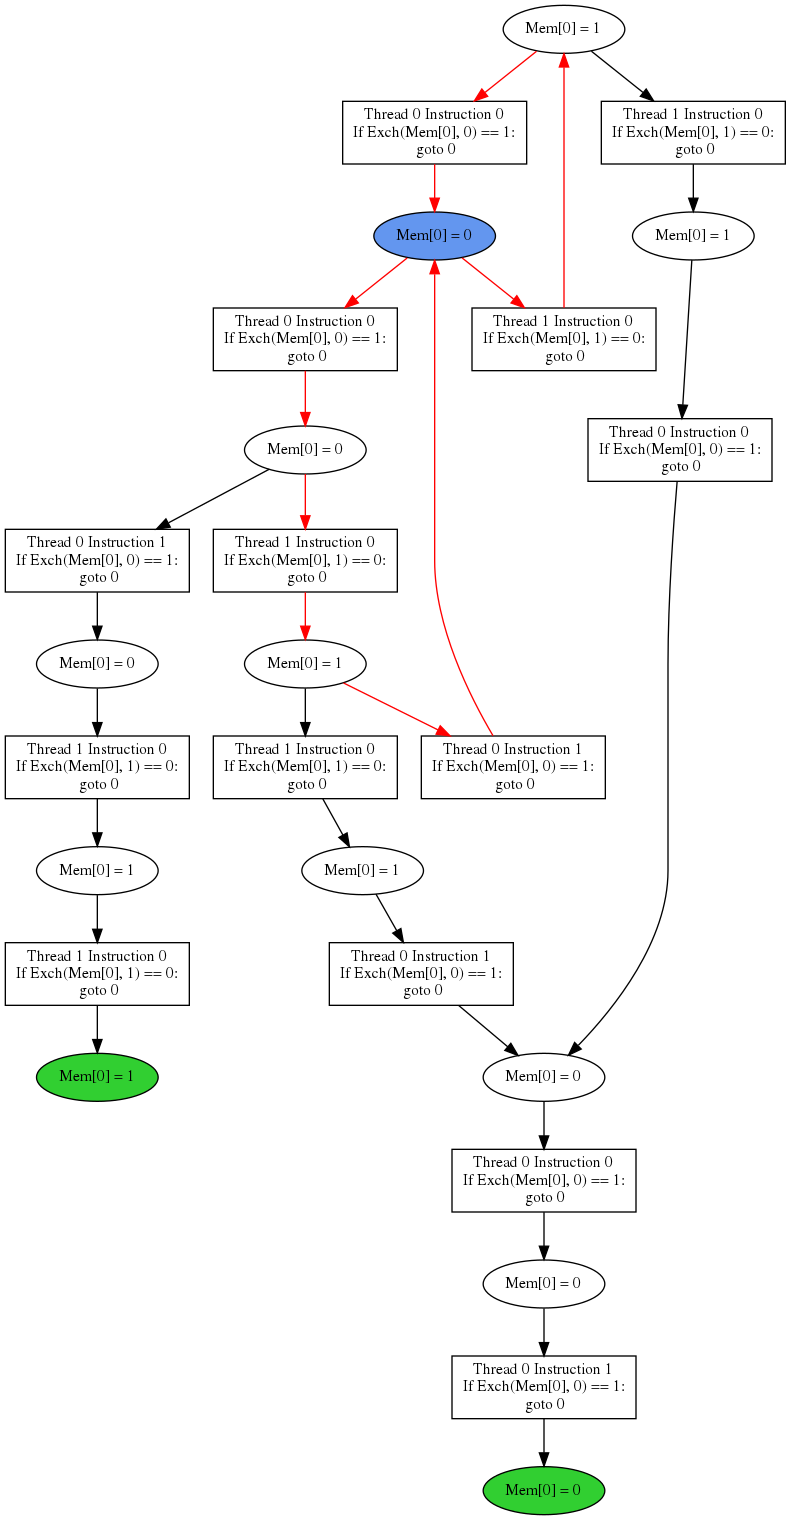 Mem[0] = 1
Thread 0 Instruction 0
If Exch(Mem[0], 0) == 1:
goto 0
Thread 1 Instruction 0
If Exch(Mem[0], 1) == 0:
goto 0
Mem[0] = 0
Mem[0] = 1
Thread 0 Instruction 0
If Exch(Mem[0], 0) == 1:
goto 0
Thread 1 Instruction 0
If Exch(Mem[0], 1) == 0:
goto 0
Mem[0] = 0
Thread 0 Instruction 0
If Exch(Mem[0], 0) == 1:
goto 0
Thread 0 Instruction 1
If Exch(Mem[0], 0) == 1:
goto 0
Thread 1 Instruction 0
If Exch(Mem[0], 1) == 0:
goto 0
Mem[0] = 0
Mem[0] = 1
Thread 1 Instruction 0
If Exch(Mem[0], 1) == 0:
goto 0
Thread 1 Instruction 0
If Exch(Mem[0], 1) == 0:
goto 0
Thread 0 Instruction 1
If Exch(Mem[0], 0) == 1:
goto 0
Mem[0] = 1
Mem[0] = 1
Thread 1 Instruction 0
If Exch(Mem[0], 1) == 0:
goto 0
Thread 0 Instruction 1
If Exch(Mem[0], 0) == 1:
goto 0
Mem[0] = 1
Mem[0] = 0
Thread 0 Instruction 0
If Exch(Mem[0], 0) == 1:
goto 0
Mem[0] = 0
Thread 0 Instruction 1
If Exch(Mem[0], 0) == 1:
goto 0
Mem[0] = 0